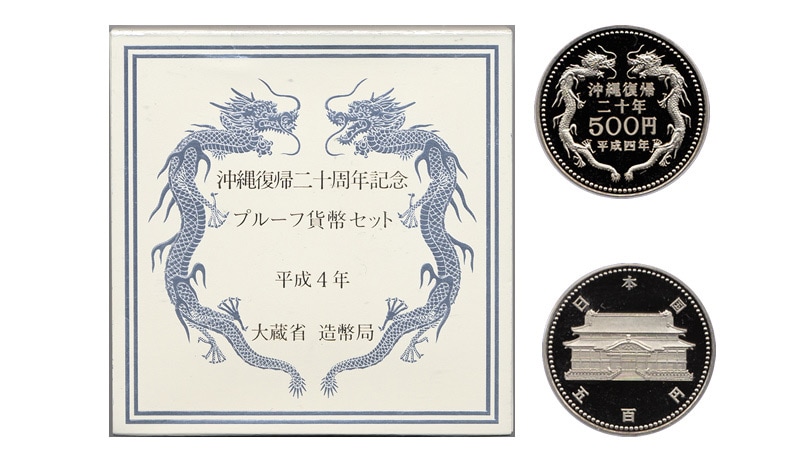 沖縄復帰二十周年記念
プルーフ貨幣セット
平成4年
大蔵省 造幣局
沖縄復帰
二十年
500円
平成四年
日本国
五百円